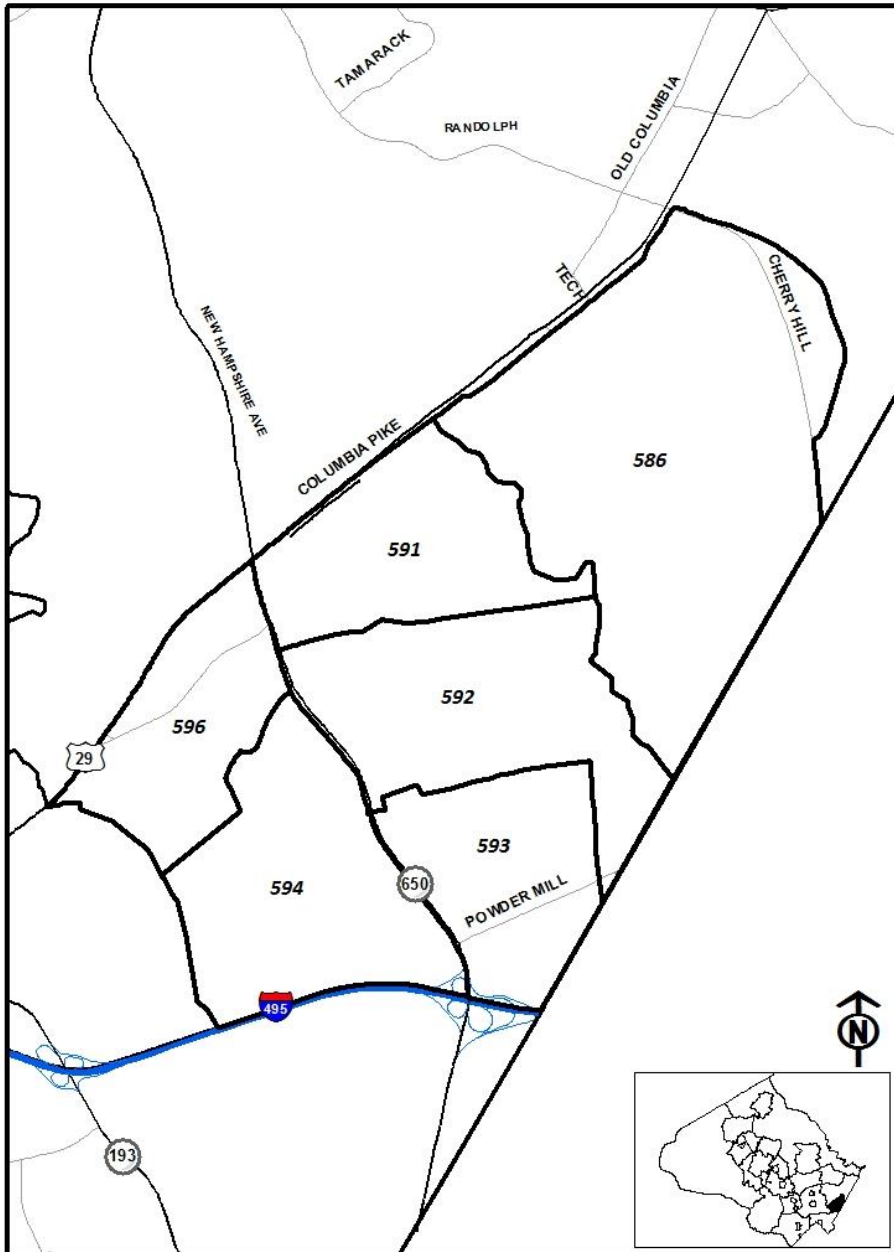 TAMARACK
RANDOLPH
OLD COLUMBIA
TECH
CHERRY HILL
NEW HAMPSHIRE AVE
COLUMBIA PIKE
586
591
592
596
29
593
594
650
POWDER MILL
495
N
193